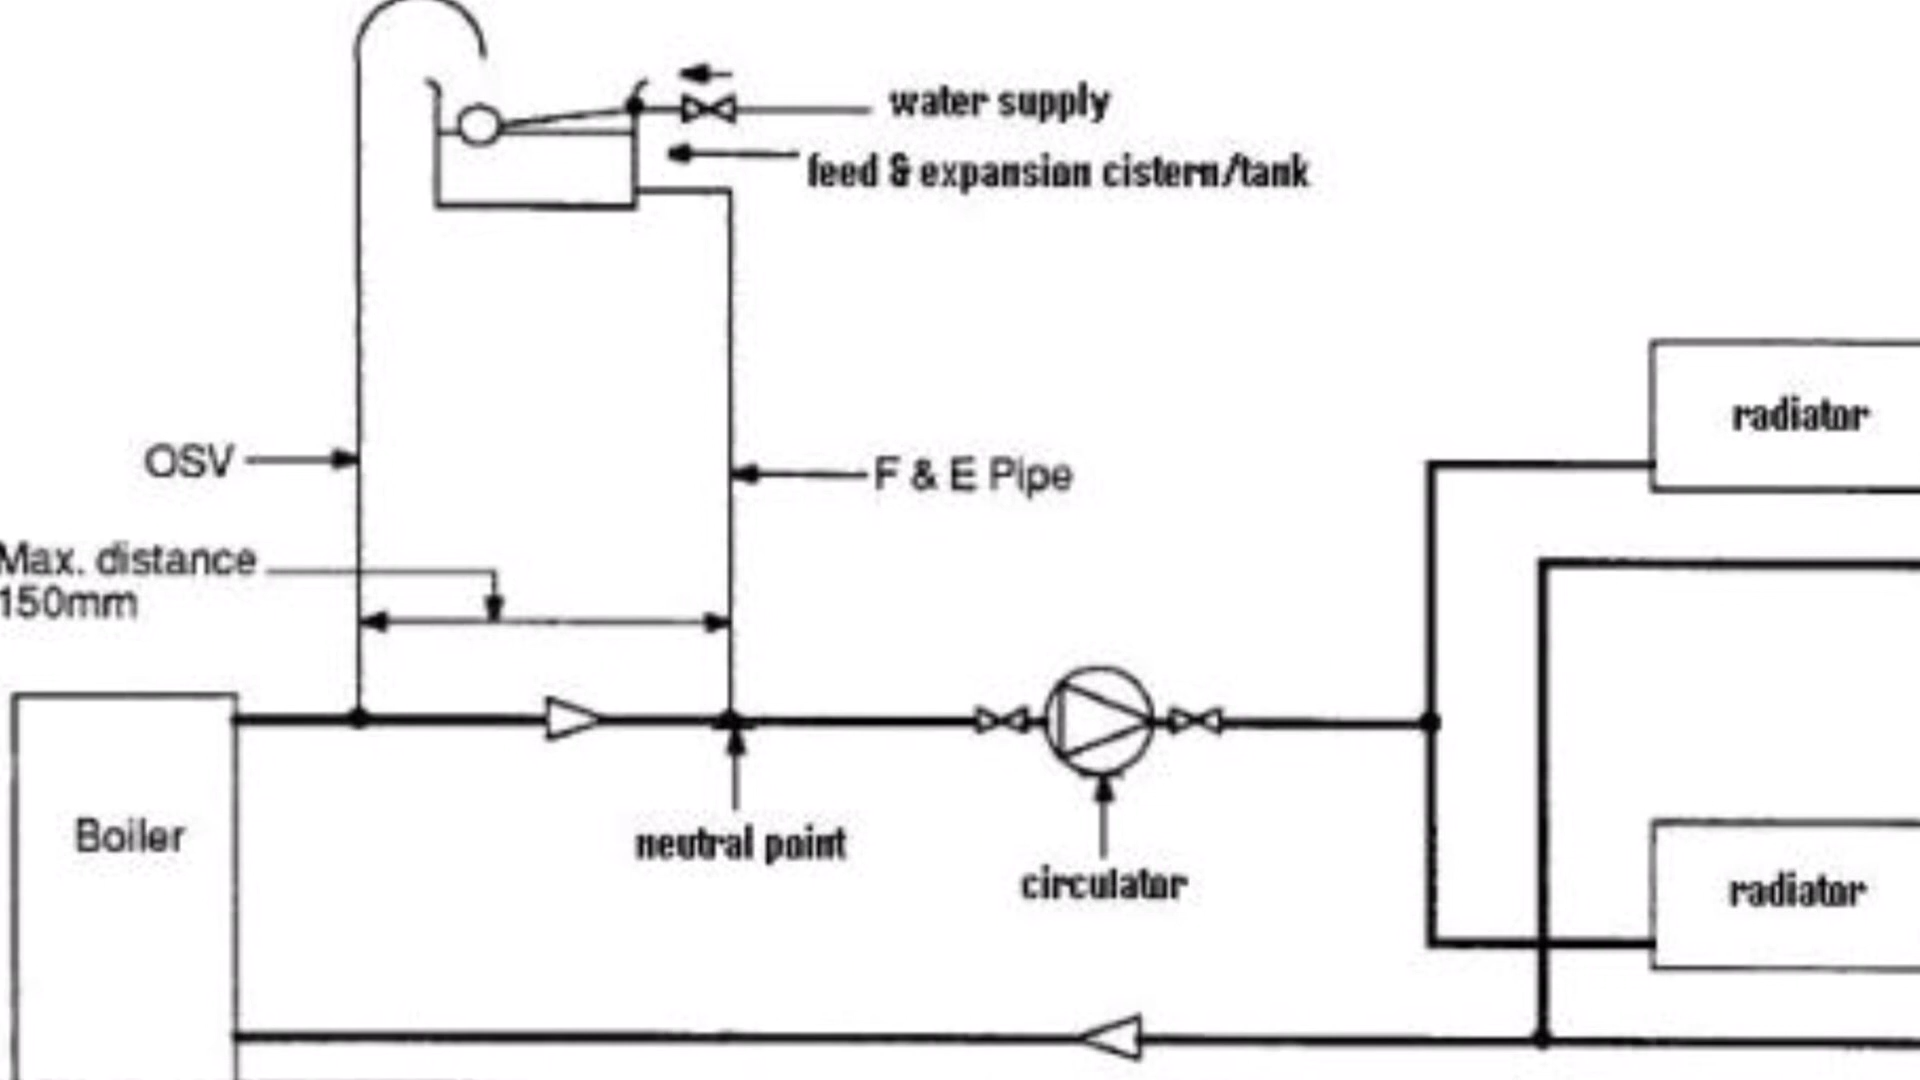 water supply
feed & expansion cistern/tank
radiator
OSV
F & E Pipe
Max. distance
150mm
Boiler
neutral point
circulator
radiator